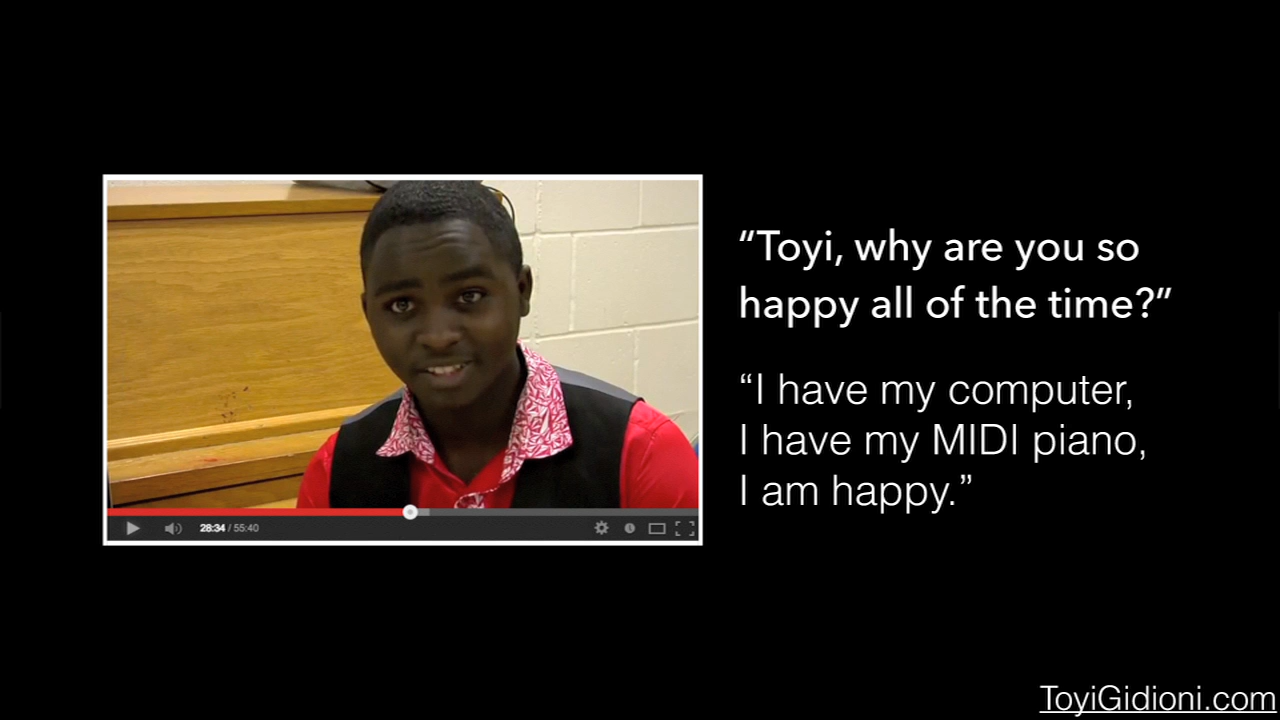 “Toyi, why are you so
happy all of the time?”
“I have my computer,
I have my MIDI piano,
I am happy.”
28:34 / 55:40
ToyiGidioni.com